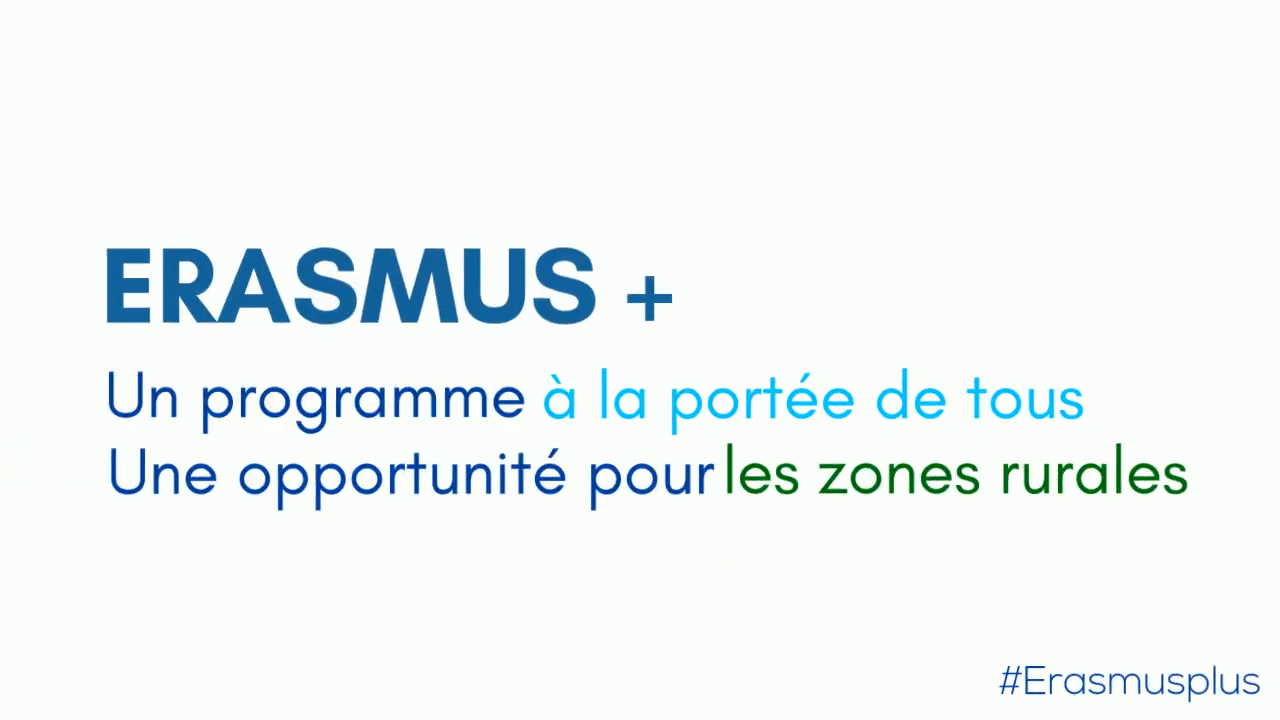 ERASMUS +
Un programme à la portée de tous
Une opportunité pour les zones rurales
#Erasmusplus